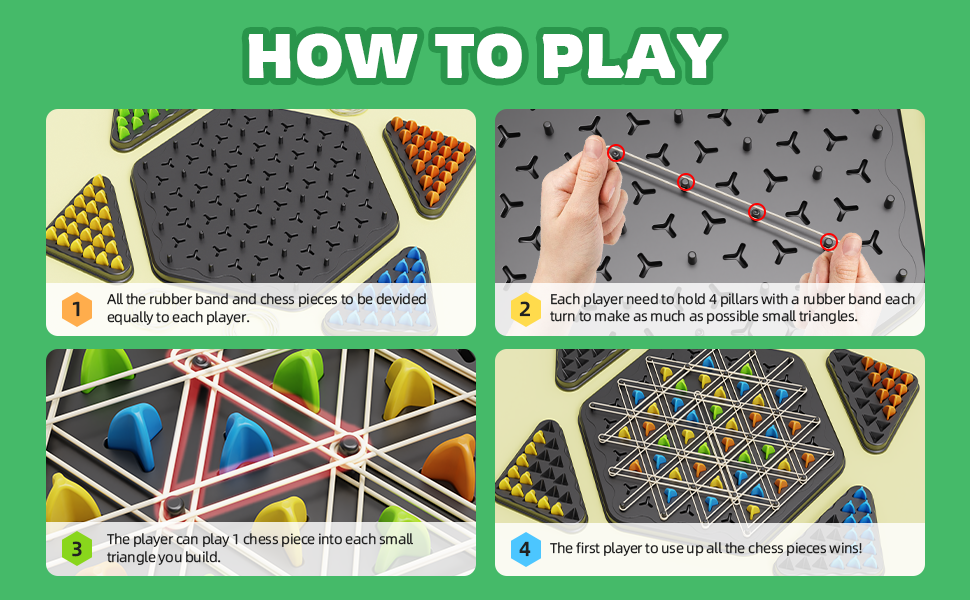 HOW TO PLAY
1
All the rubber band and chess pieces to be devided
equally to each player.
2
Each player need to hold 4 pillars with a rubber band each
turn to make as much as possible small triangles.
3
The player can play 1 chess piece into each small
triangle you build.
4
The first player to use up all the chess pieces wins!